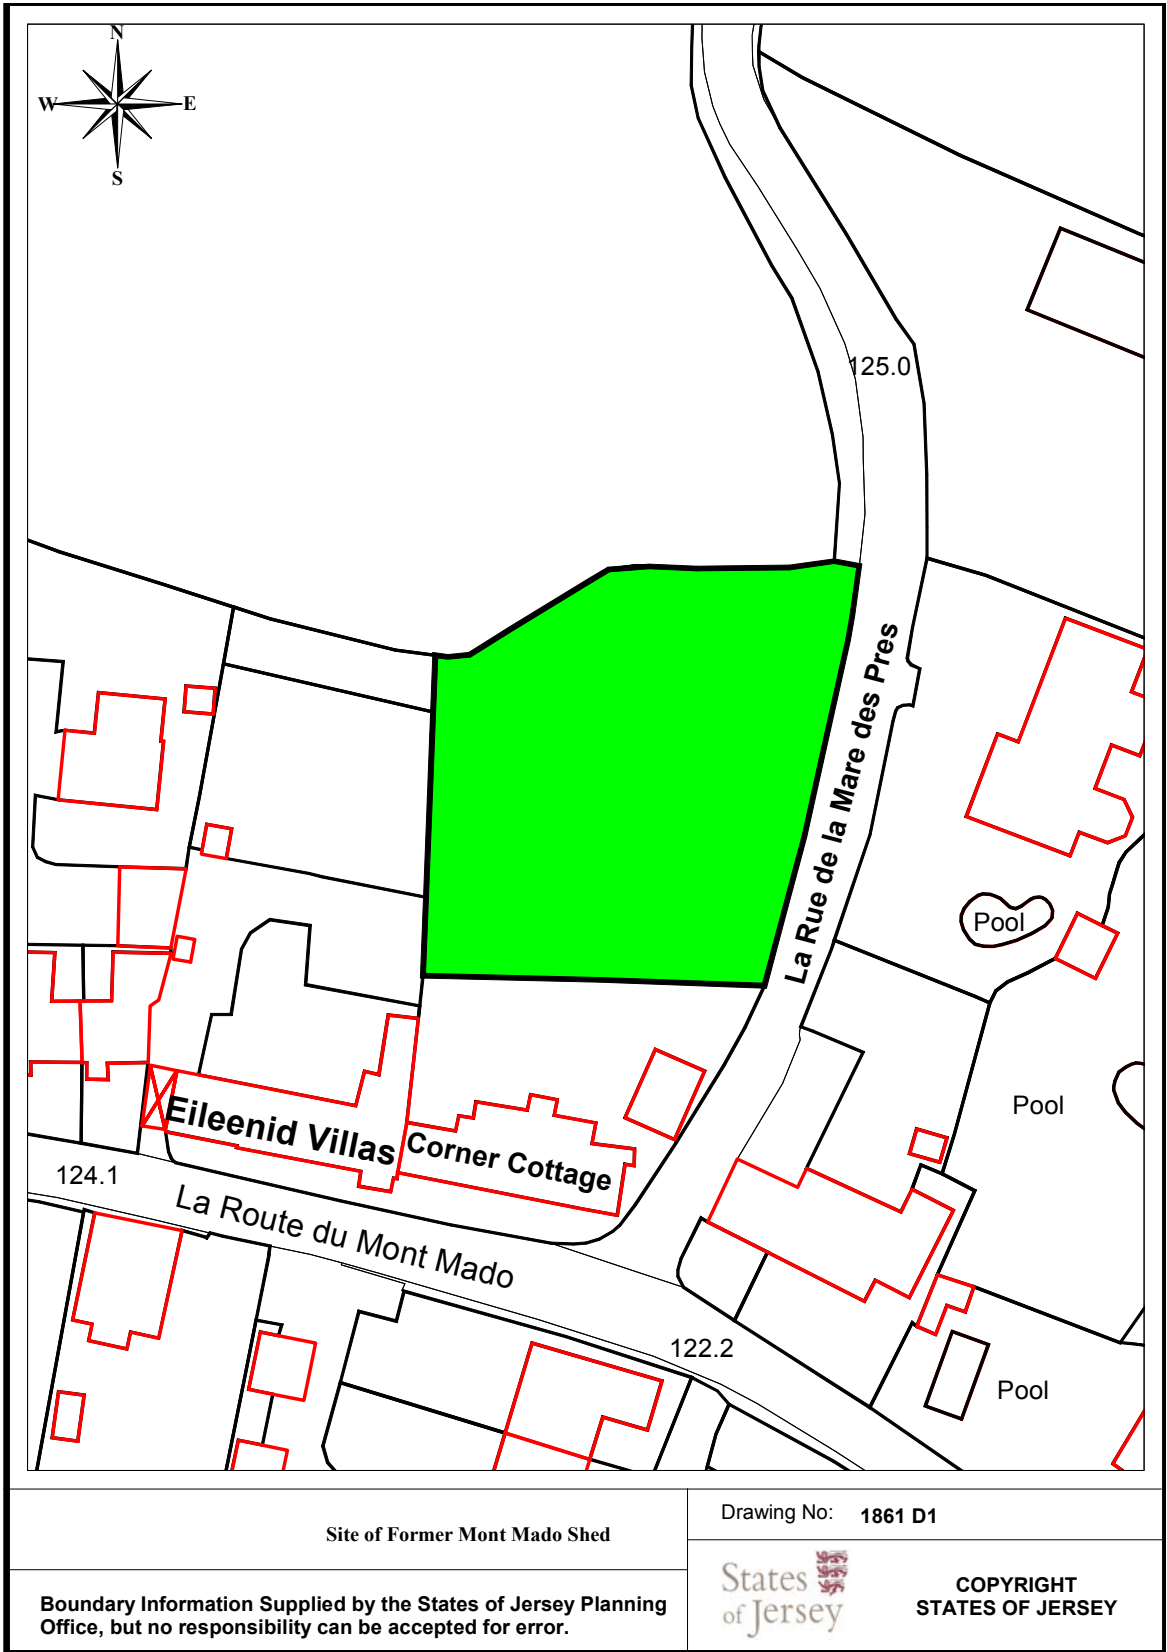 N
W E
S
125.0
La Rue de la Mare des Pres
Pool
Pool
Eileenid Villas
Corner Cottage
124.1
La Route du Mont Mado
122.2
Pool
Site of Former Mont Mado Shed
Drawing No: 1861 D1
Boundary Information Supplied by the States of Jersey Planning
Office, but no responsibility can be accepted for error.
States
of Jersey
COPYRIGHT
STATES OF JERSEY